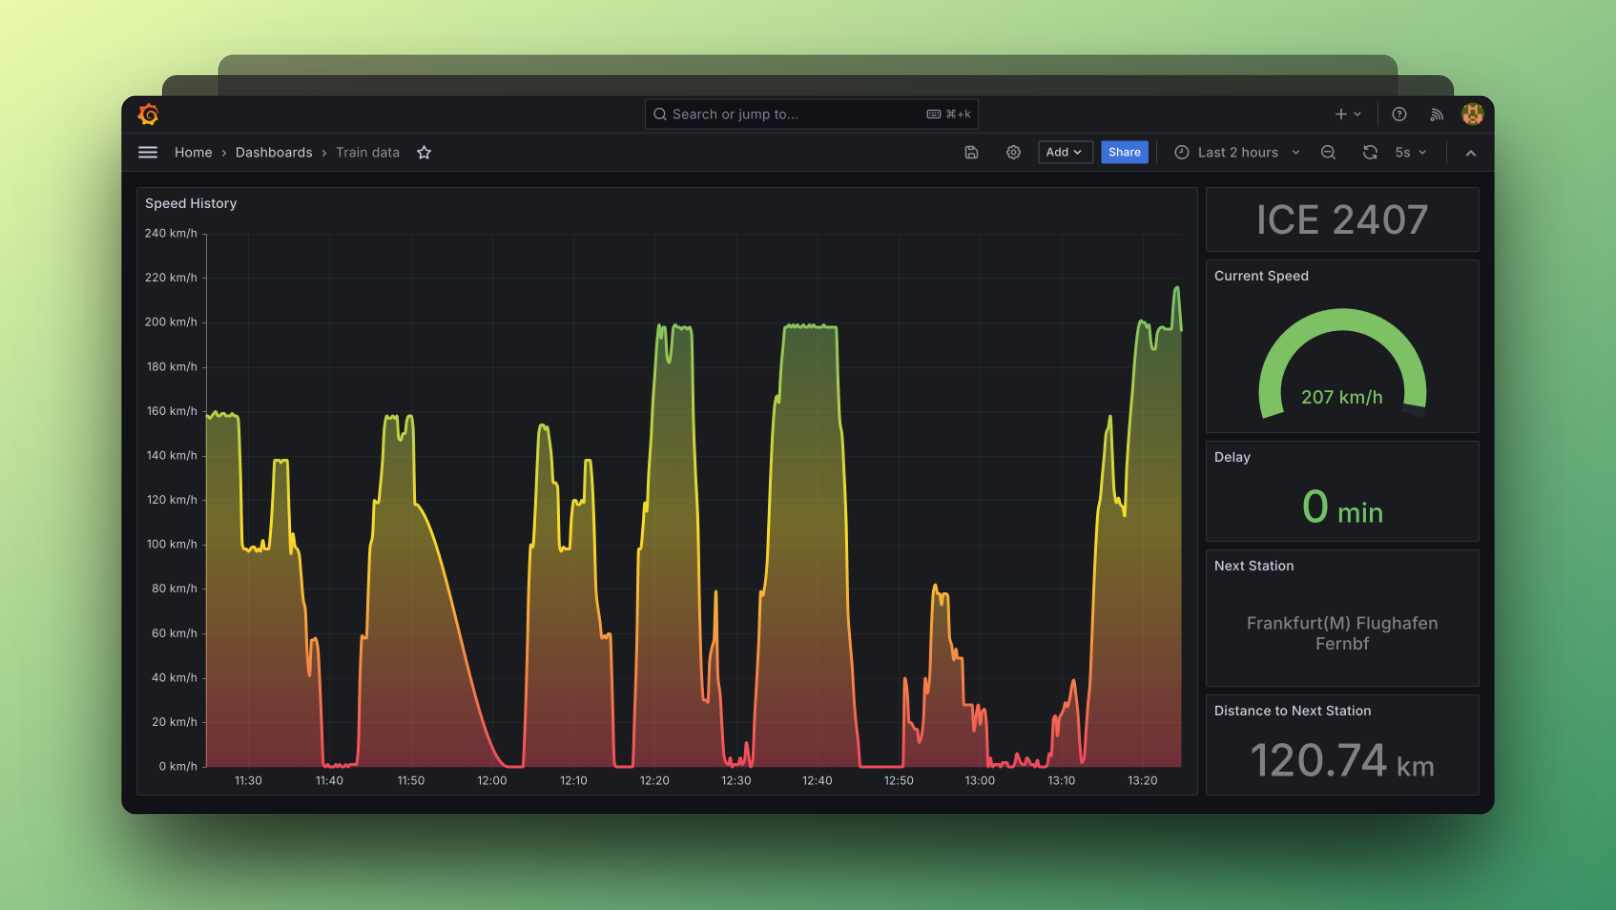 Search or jump to...
⌘+k
Home › Dashboards › Train data
Add
Share
Last 2 hours
5s
Speed History
240 km/h
220 km/h
200 km/h
180 km/h
160 km/h
140 km/h
120 km/h
100 km/h
80 km/h
60 km/h
40 km/h
20 km/h
0 km/h
11:30 11:40 11:50 12:00 12:10 12:20 12:30 12:40 12:50 13:00 13:10 13:20
ICE 2407
Current Speed
207 km/h
Delay
0 min
Next Station
Frankfurt(M) Flughafen
Fernbf
Distance to Next Station
120.74 km